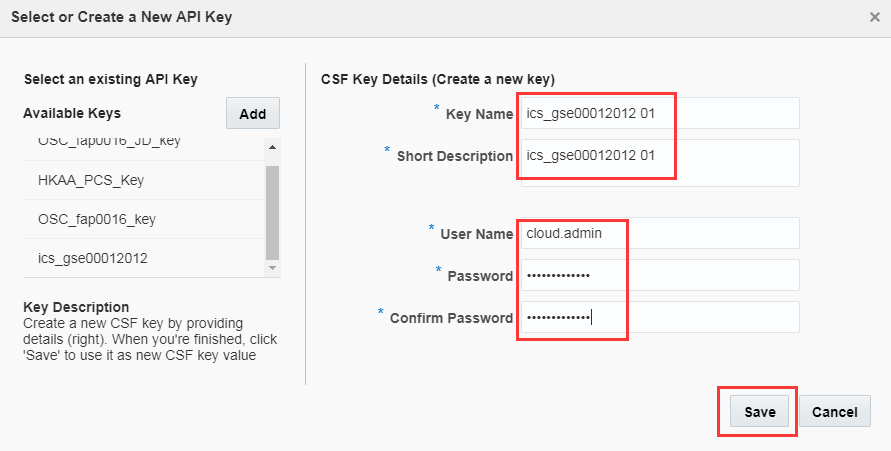 Select or Create a New API Key
×
Select an existing API Key
Available Keys
Add
OSC_fap0016_JD_key
HKAA_PCS_Key
OSC_fap0016_key
ics_gse00012012
Key Description
Create a new CSF key by providing
details (right). When you're finished, click
'Save' to use it as new CSF key value
CSF Key Details (Create a new key)
* Key Name ics_gse00012012 01
* Short Description ics_gse00012012 01
* User Name cloud.admin
* Password •••••••••••••
* Confirm Password •••••••••••••
Save
Cancel